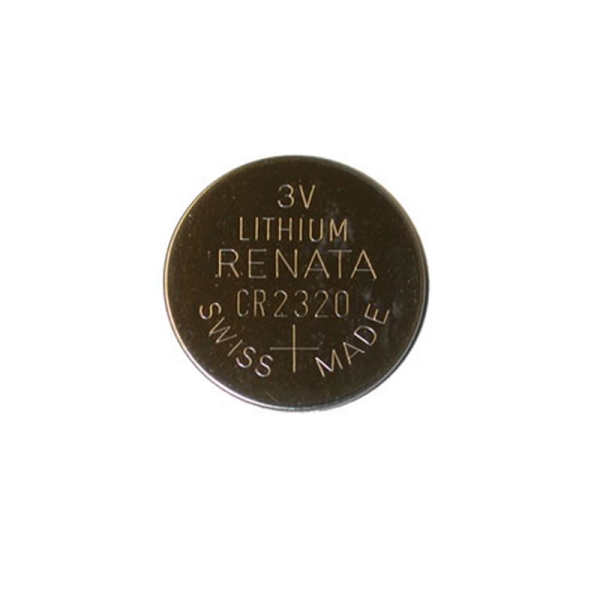 3V
LITHIUM
RENATA
CR2320
SWISS + MADE